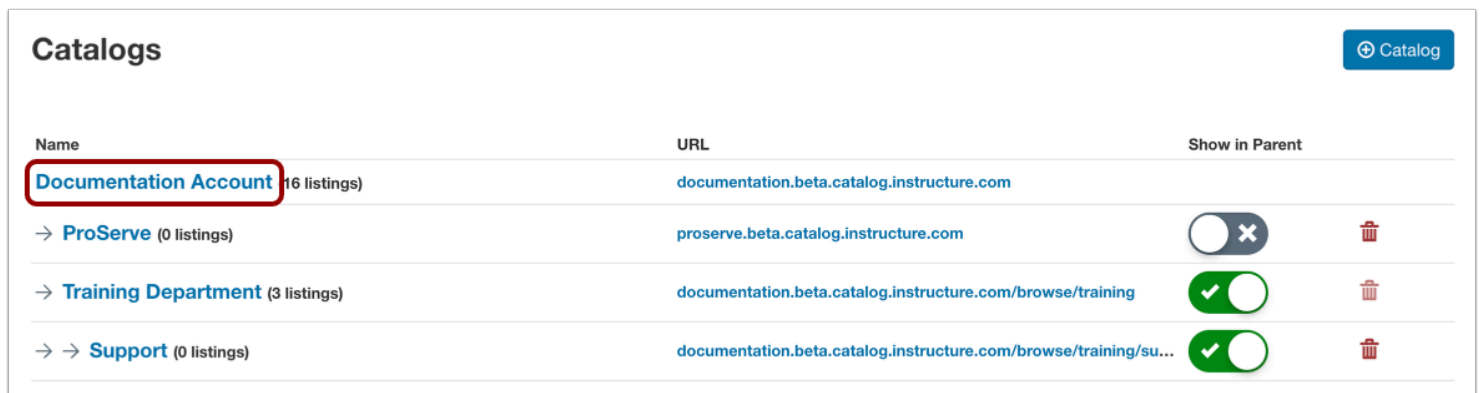 Catalogs
Catalog
Name URL Show in Parent
Documentation Account 16 listings) documentation.beta.catalog.instructure.com
→ ProServe (0 listings) proserve.beta.catalog.instructure.com
→ Training Department (3 listings) documentation.beta.catalog.instructure.com/browse/training
→ → Support (0 listings) documentation.beta.catalog.instructure.com/browse/training/su...